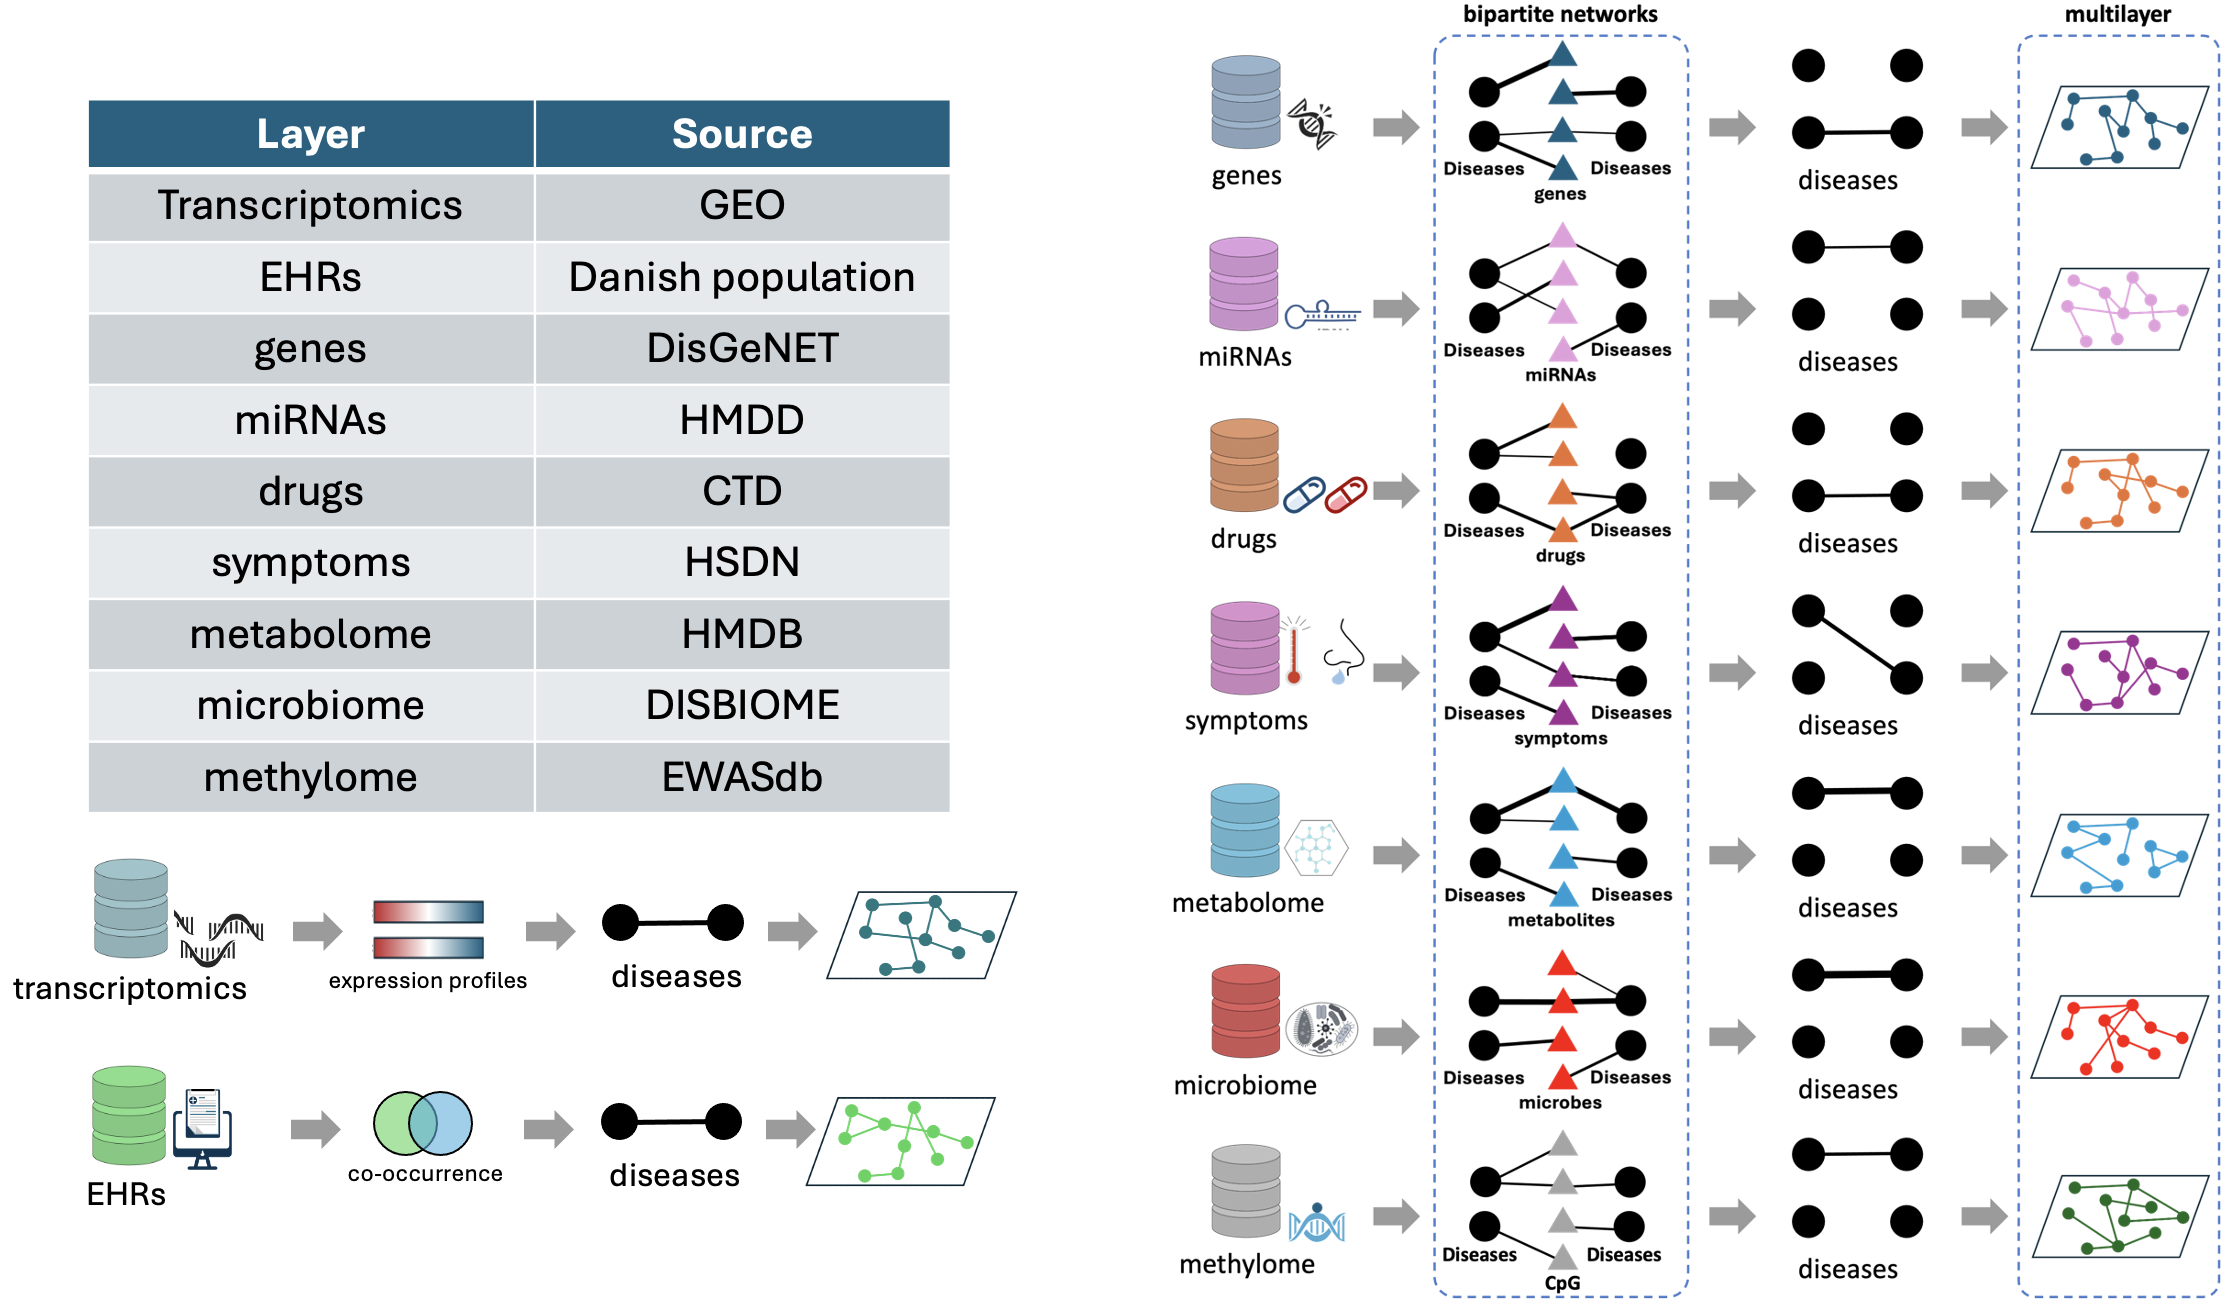 Layer Source
Transcriptomics GEO
EHRs Danish population
genes DisGeNET
miRNAs HMDD
drugs CTD
symptoms HSDN
metabolome HMDB
microbiome DISBIOME
methylome EWASdb
transcriptomics
expression profiles
diseases
EHRs
co-occurrence
diseases
bipartite networks
multilayer
genes
Diseases
Diseases
genes
diseases
miRNAs
Diseases
Diseases
miRNAs
diseases
drugs
Diseases
Diseases
drugs
diseases
symptoms
Diseases
Diseases
symptoms
diseases
metabolome
Diseases
Diseases
metabolites
diseases
microbiome
Diseases
Diseases
microbes
diseases
methylome
Diseases
Diseases
CpG
diseases